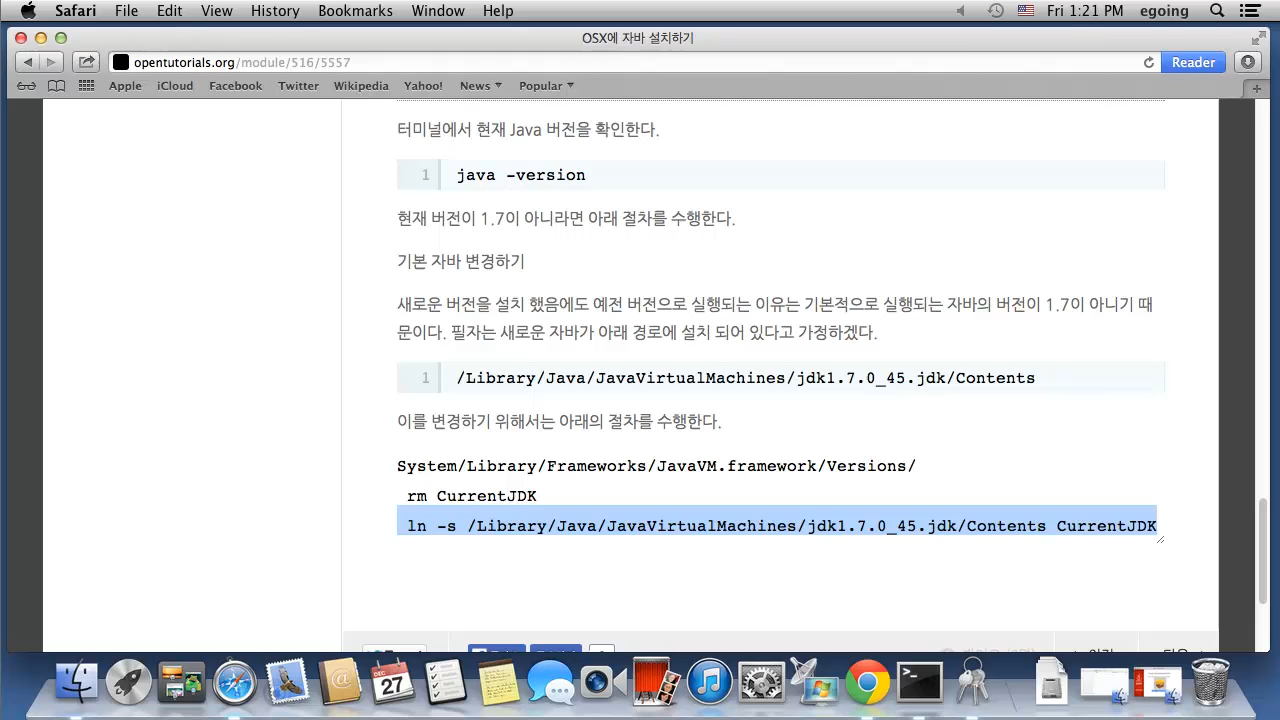 Safari File Edit View History Bookmarks Window Help Fri 1:21 PM egoing
OSX에 자바 설치하기
opentutorials.org/module/516/5557 Reader
Apple iCloud Facebook Twitter Wikipedia Yahoo! News Popular
터미널에서 현재 Java 버전을 확인한다.
1 java -version
현재 버전이 1.7이 아니라면 아래 절차를 수행한다.
기본 자바 변경하기
새로운 버전을 설치 했음에도 예전 버전으로 실행되는 이유는 기본적으로 실행되는 자바의 버전이 1.7이 아니기 때
문이다. 필자는 새로운 자바가 아래 경로에 설치 되어 있다고 가정하겠다.
1 /Library/Java/JavaVirtualMachines/jdk1.7.0_45.jdk/Contents
이를 변경하기 위해서는 아래의 절차를 수행한다.
System/Library/Frameworks/JavaVM.framework/Versions/
rm CurrentJDK
ln -s /Library/Java/JavaVirtualMachines/jdk1.7.0_45.jdk/Contents CurrentJDK
DEC
27